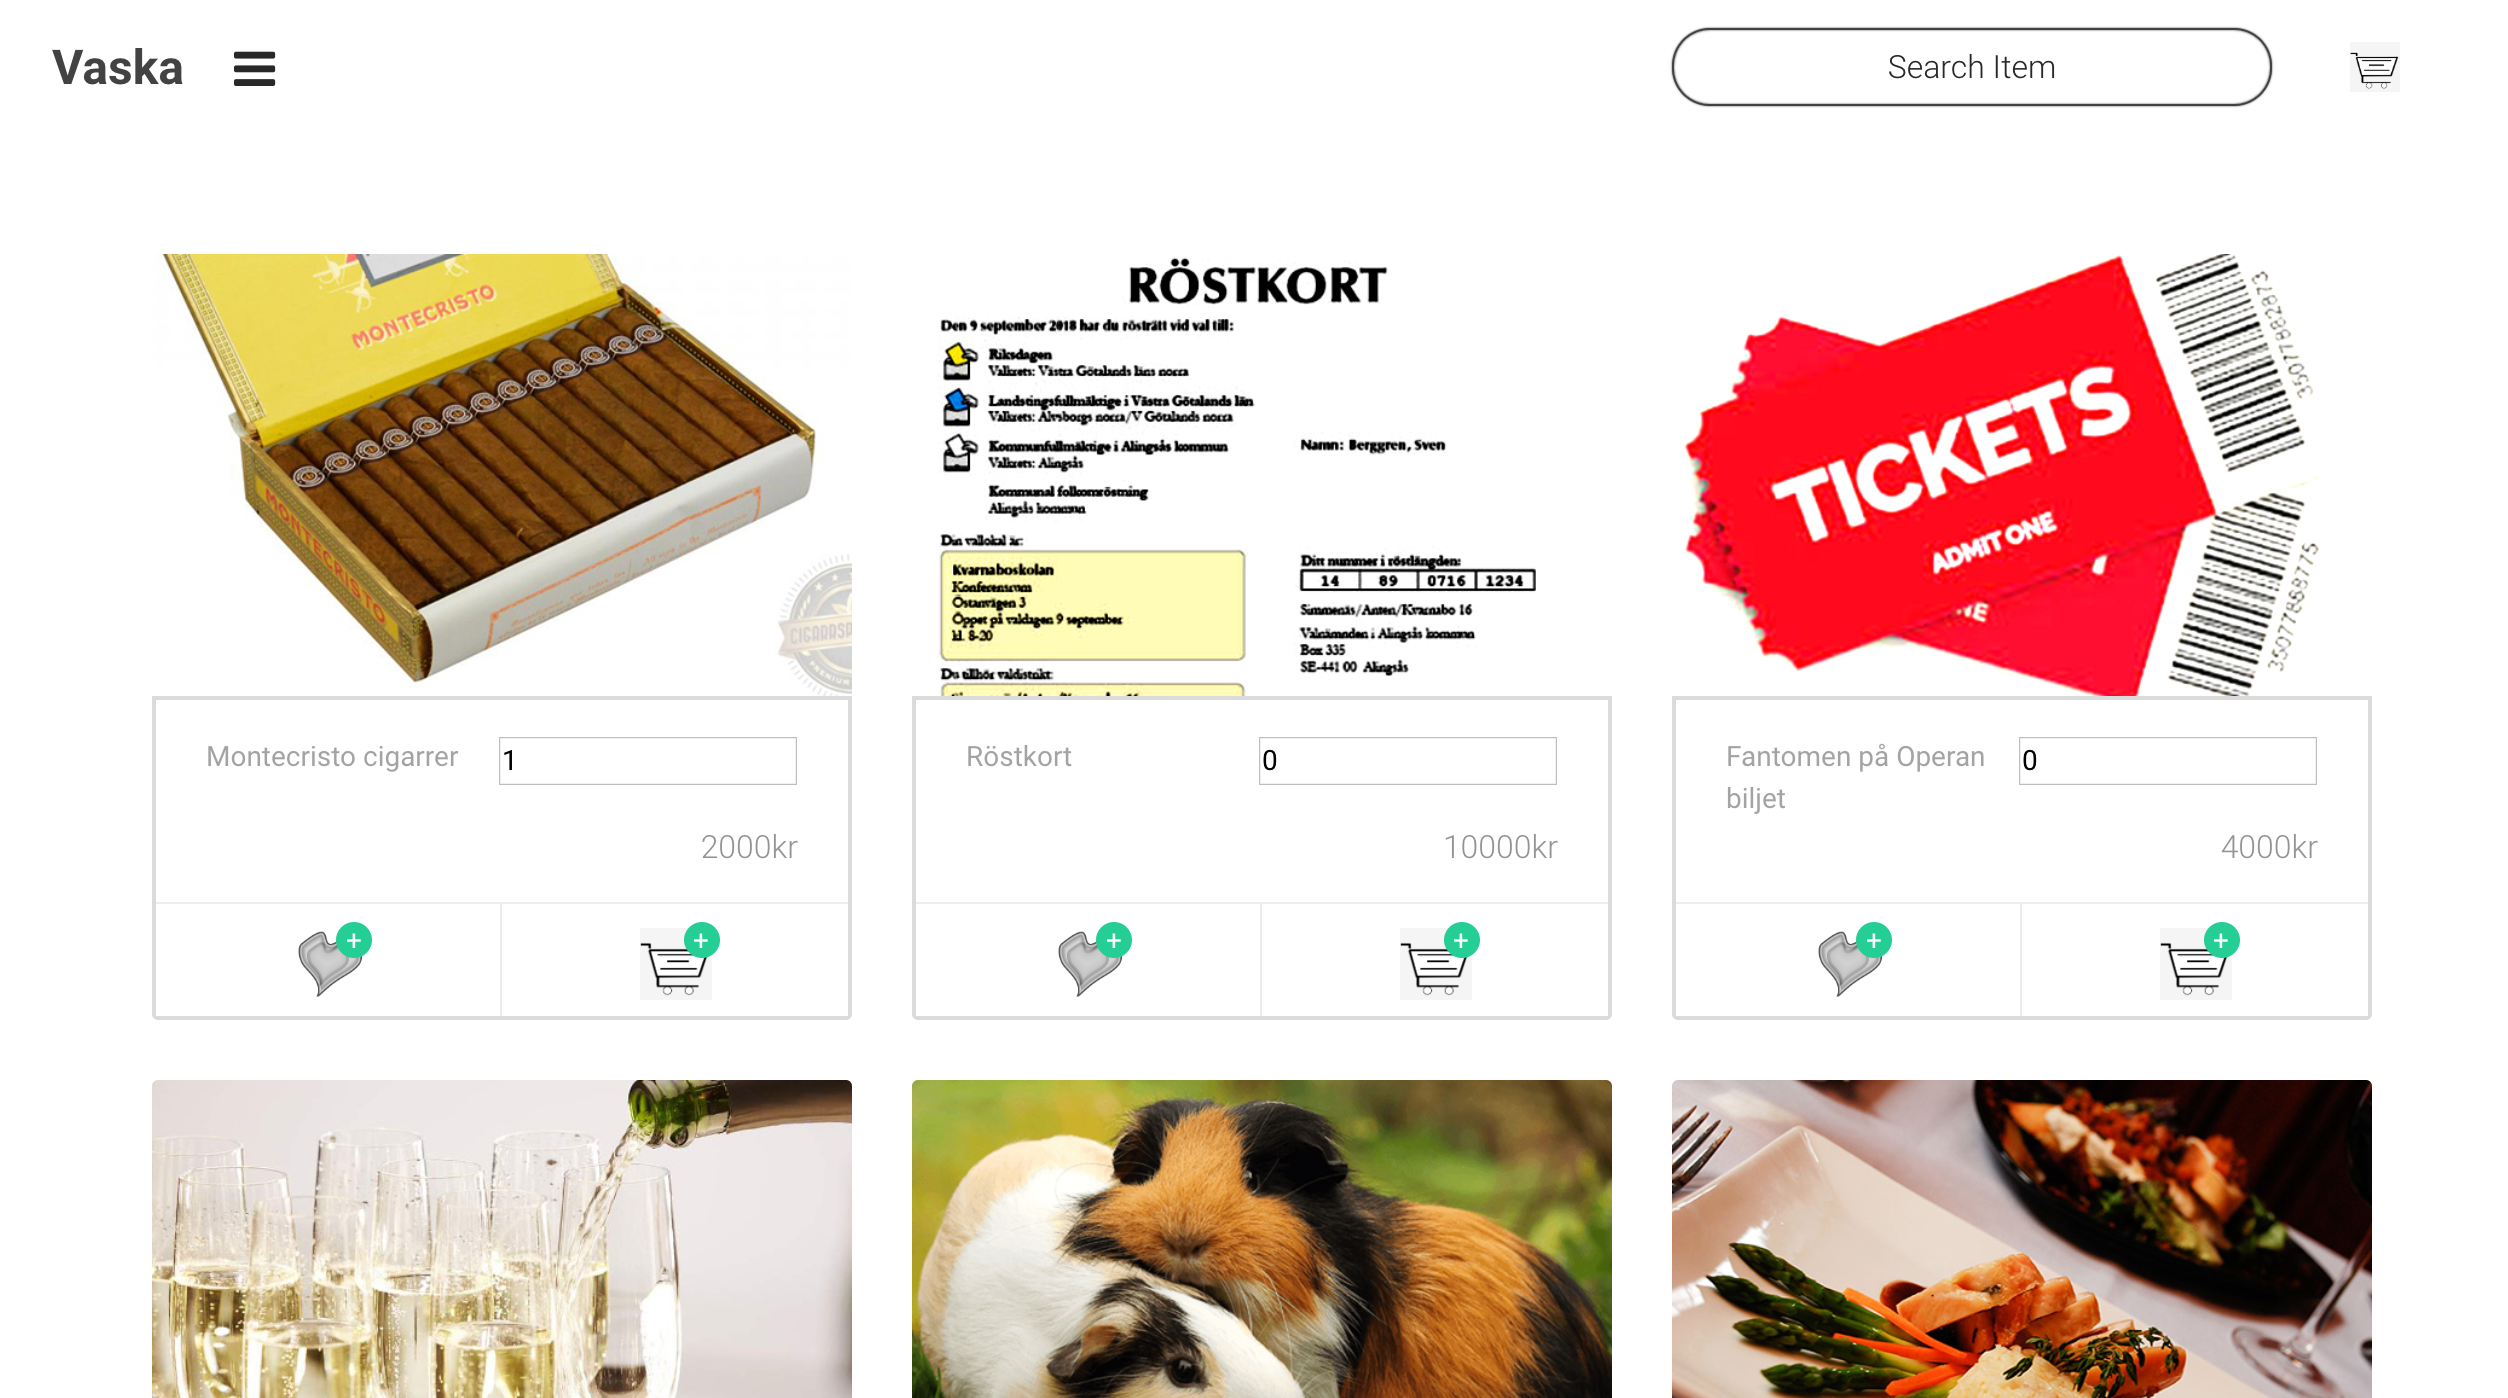 Vaska
Search Item
MONTECRISTO
MONTECRISTO
RÖSTKORT
Den 9 september 2018 har du rösträtt vid val till:
Riksdagen
Valkrets: Västra Götalands läns norra
Landstingsfullmäktige i Västra Götalands län
Valkrets: Älvsborgs norra/V Götalands norra
Kommunfullmäktige i Alingsås kommun
Valkrets: Alingsås
Namn: Berggren, Sven
Kommunal folkomröstning
Alingsås kommun
Din vallokal är:
Kvarnaboskolan
Konferensrum
Östanvägen 3
Öppet på valdagen 9 september
kl. 8-20
Ditt nummer i röstlängden:
14 89 0716 1234
Simmenäs/Anten/Kvarnabo 16
Valnämnden i Alingsås kommun
Box 335
SE-441 00 Alingsås
Du tillhör valdistrikt:
TICKETS
ADMIT ONE
350778882873
350778888775
Montecristo cigarrer
1
2000kr
Röstkort
0
10000kr
Fantomen på Operan
biljet
0
4000kr